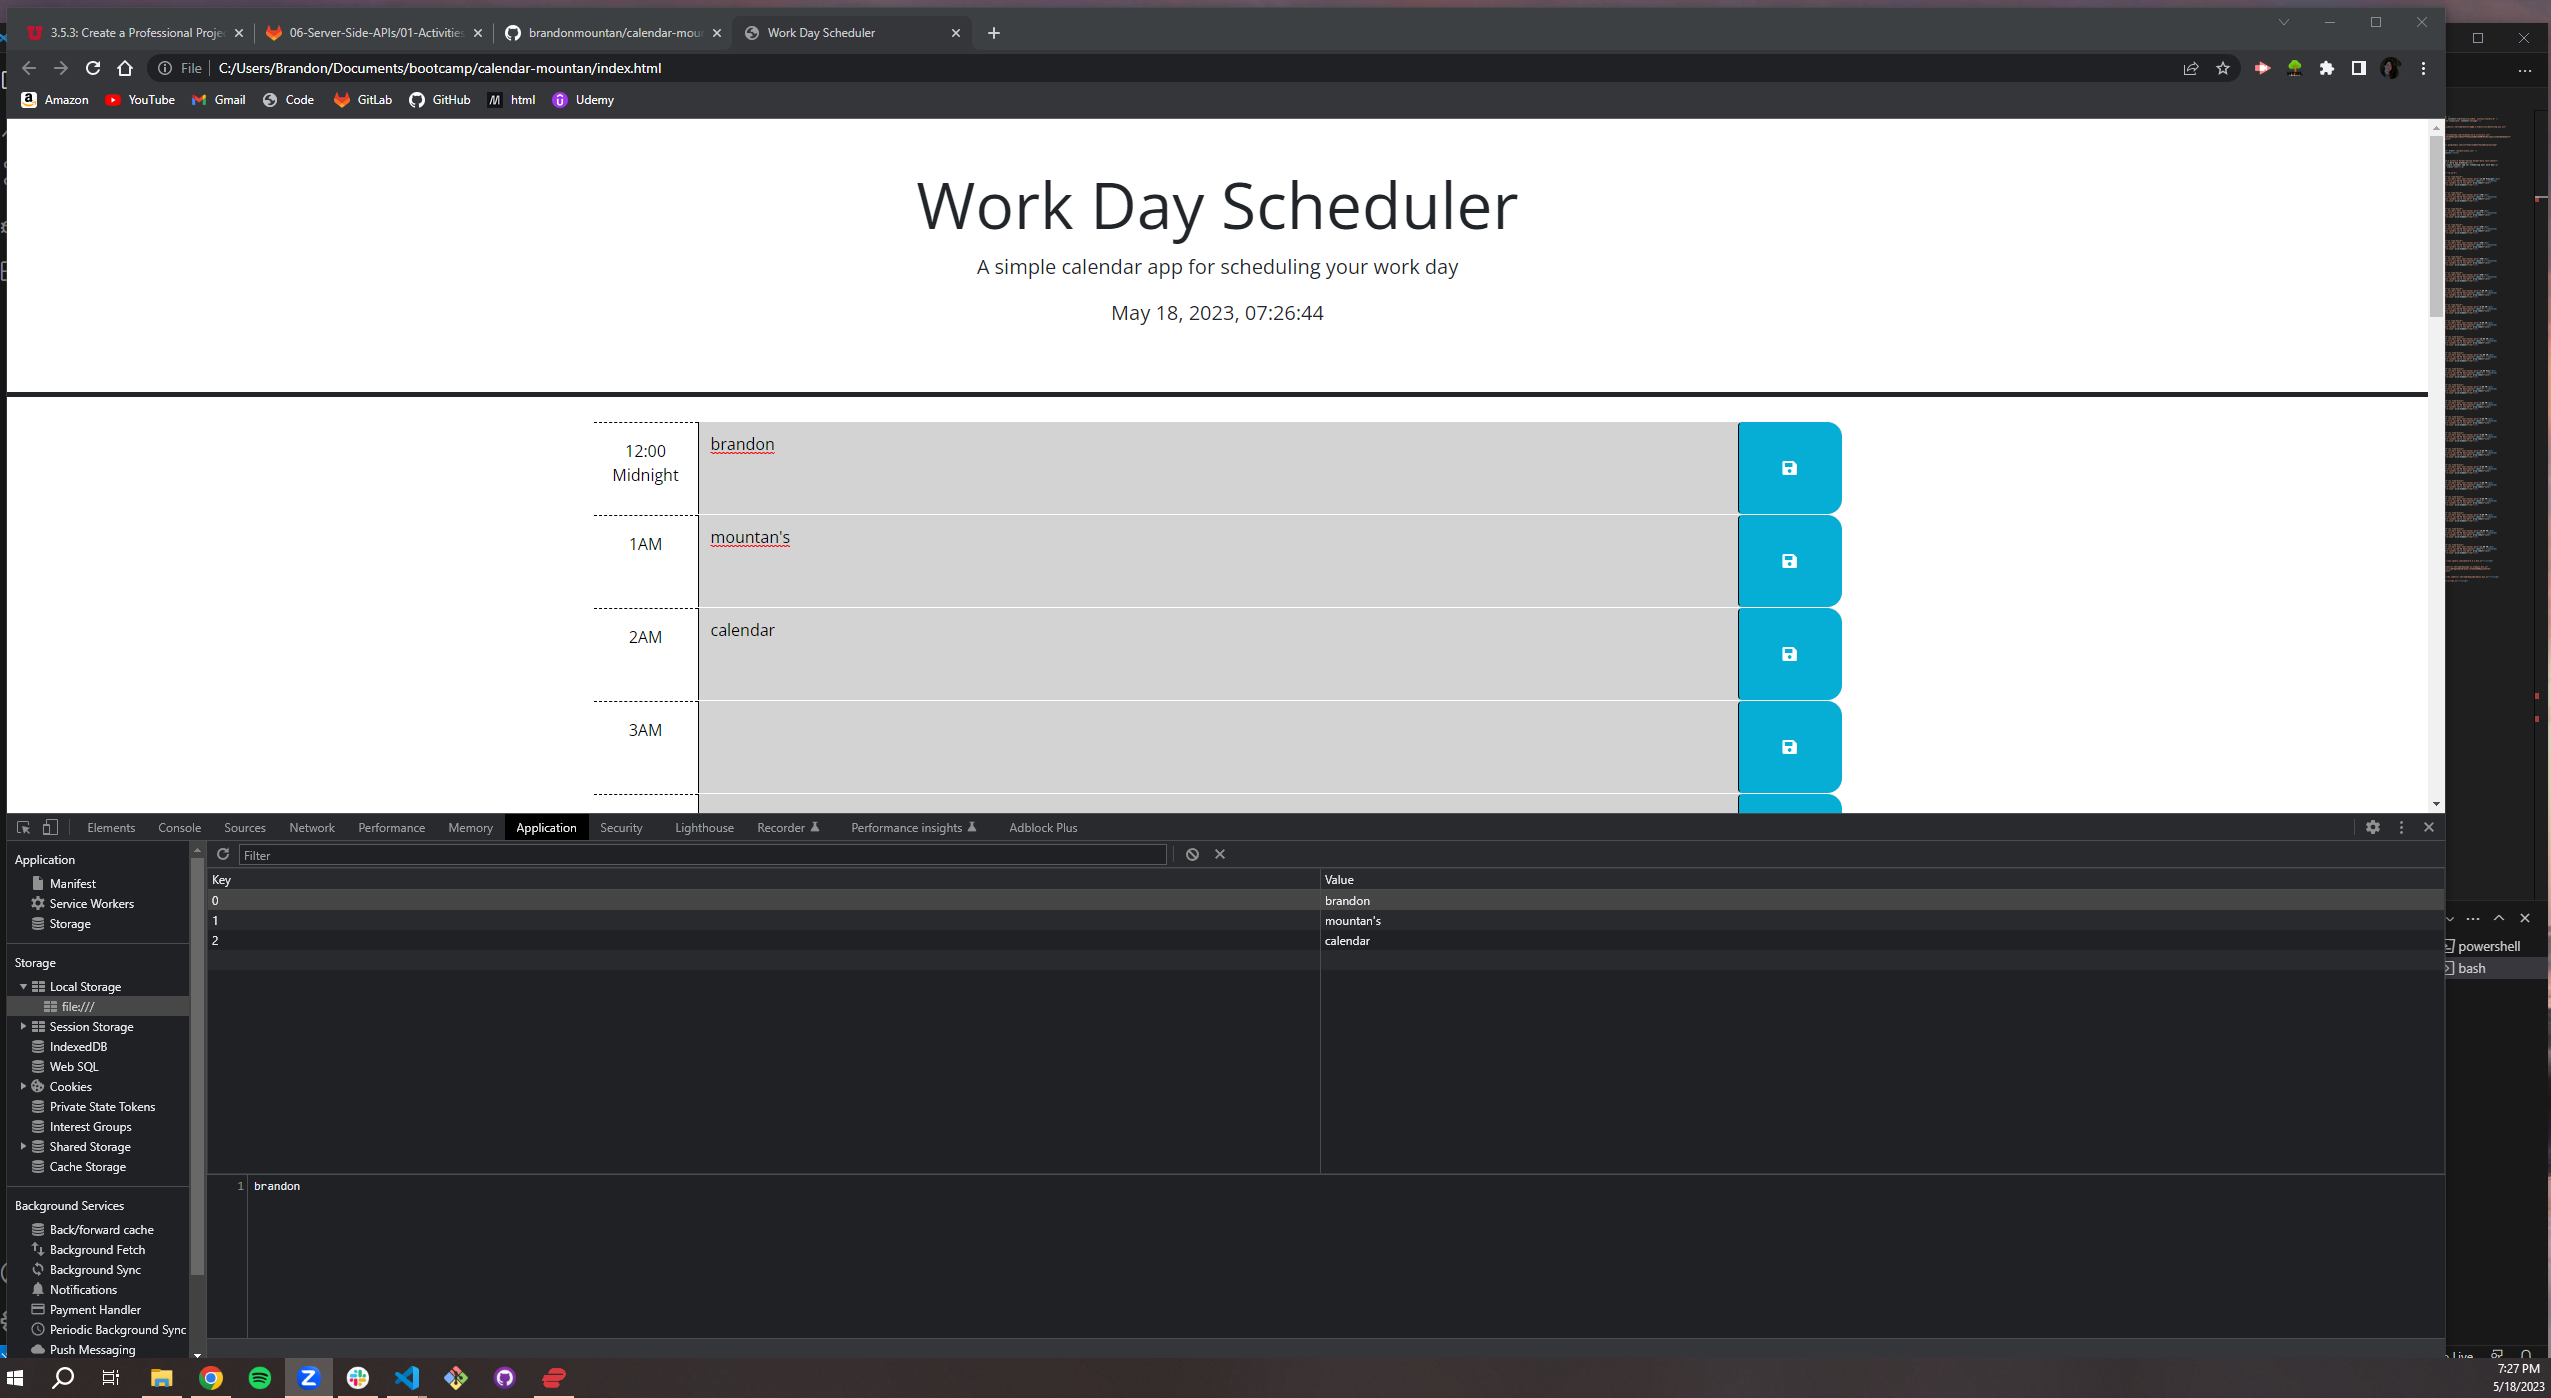 3.5.3: Create a Professional Proje
06-Server-Side-APIs/01-Activities
brandonmountan/calendar-mou
Work Day Scheduler
File
C:/Users/Brandon/Documents/bootcamp/calendar-mountan/index.html
Amazon
YouTube
Gmail
Code
GitLab
GitHub
html
Udemy
Work Day Scheduler
A simple calendar app for scheduling your work day
May 18, 2023, 07:26:44
12:00
Midnight
brandon
1AM
mountan's
2AM
calendar
3AM
Elements
Console
Sources
Network
Performance
Memory
Application
Security
Lighthouse
Recorder
Performance insights
Adblock Plus
Application
Manifest
Service Workers
Storage
Storage
Local Storage
file:///
Session Storage
IndexedDB
Web SQL
Cookies
Private State Tokens
Interest Groups
Shared Storage
Cache Storage
Background Services
Back/forward cache
Background Fetch
Background Sync
Notifications
Payment Handler
Periodic Background Sync
Push Messaging
Filter
Key
Value
0
brandon
1
mountan's
2
calendar
1
brandon
powershell
bash
Live
7:27 PM
5/18/2023